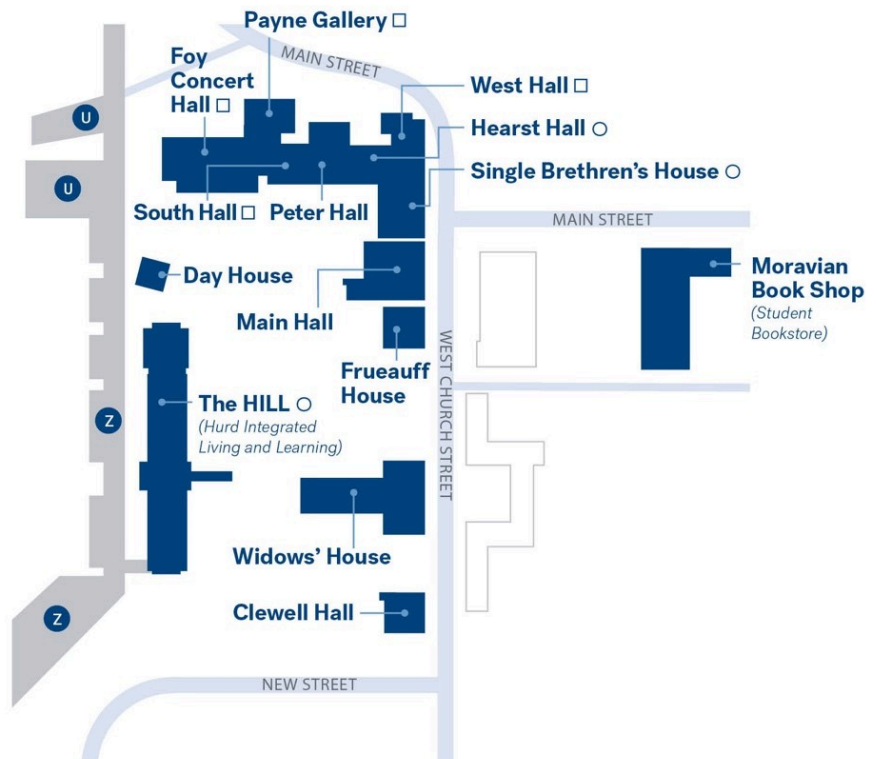 Payne Gallery
MAIN STREET
Foy
Concert
Hall
West Hall
Hearst Hall
Single Brethren's House
U
U
South Hall
Peter Hall
MAIN STREET
Day House
Moravian
Book Shop
(Student
Bookstore)
Main Hall
Frueauff
House
WEST CHURCH STREET
The HILL
(Hurd Integrated
Living and Learning)
Z
Widows’ House
Clewell Hall
Z
NEW STREET